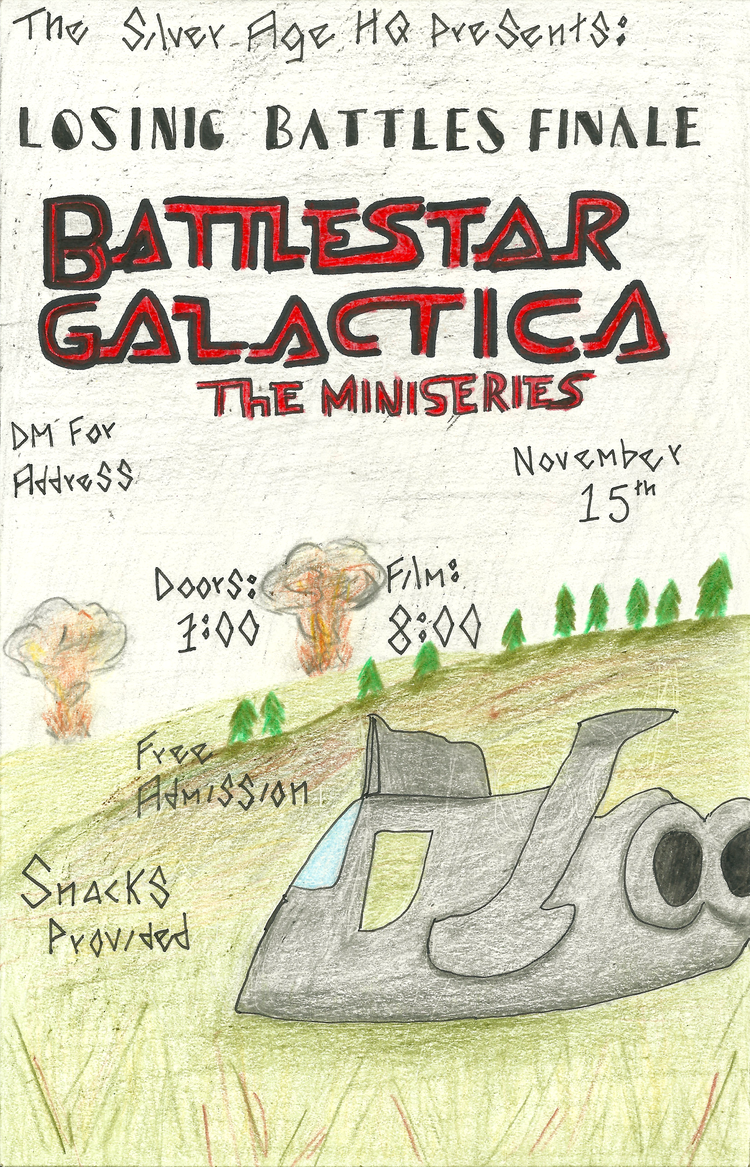 The Silver Age HQ Presents:
LOSING BATTLES FINALE
BATTLESTAR
GALACTICA
THE MINISERIES
DM For
Address
November
15th
Doors:
7:00
Film:
8:00
Free
Admission
Snacks
Provided